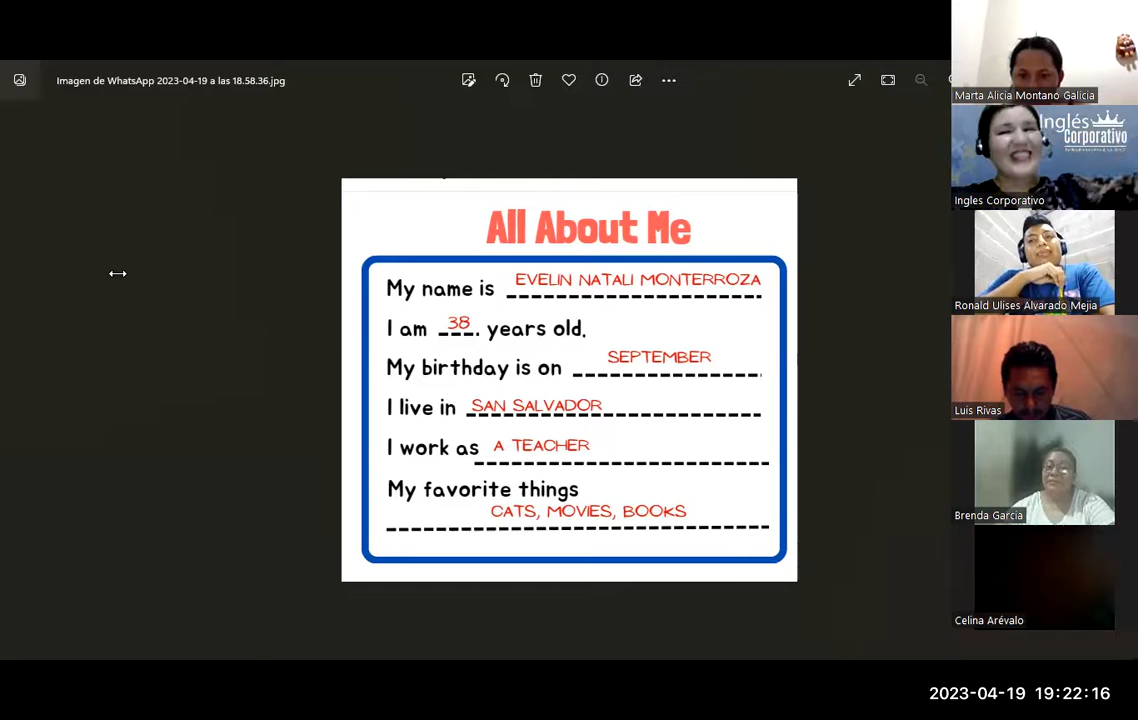 Imagen de WhatsApp 2023-04-19 a las 18.58.36.jpg
All About Me
My name is EVELIN NATALI MONTERROZA
I am 38 years old.
My birthday is on SEPTEMBER
I live in SAN SALVADOR
I work as A TEACHER
My favorite things
CATS, MOVIES, BOOKS
Marta Alicia Montano Galicia
Inglés
Corporativo
Ingles Corporativo
Ronald Ulises Alvarado Mejia
Luis Rivas
Brenda Garcia
Celina Arévalo
2023-04-19 19:22:16